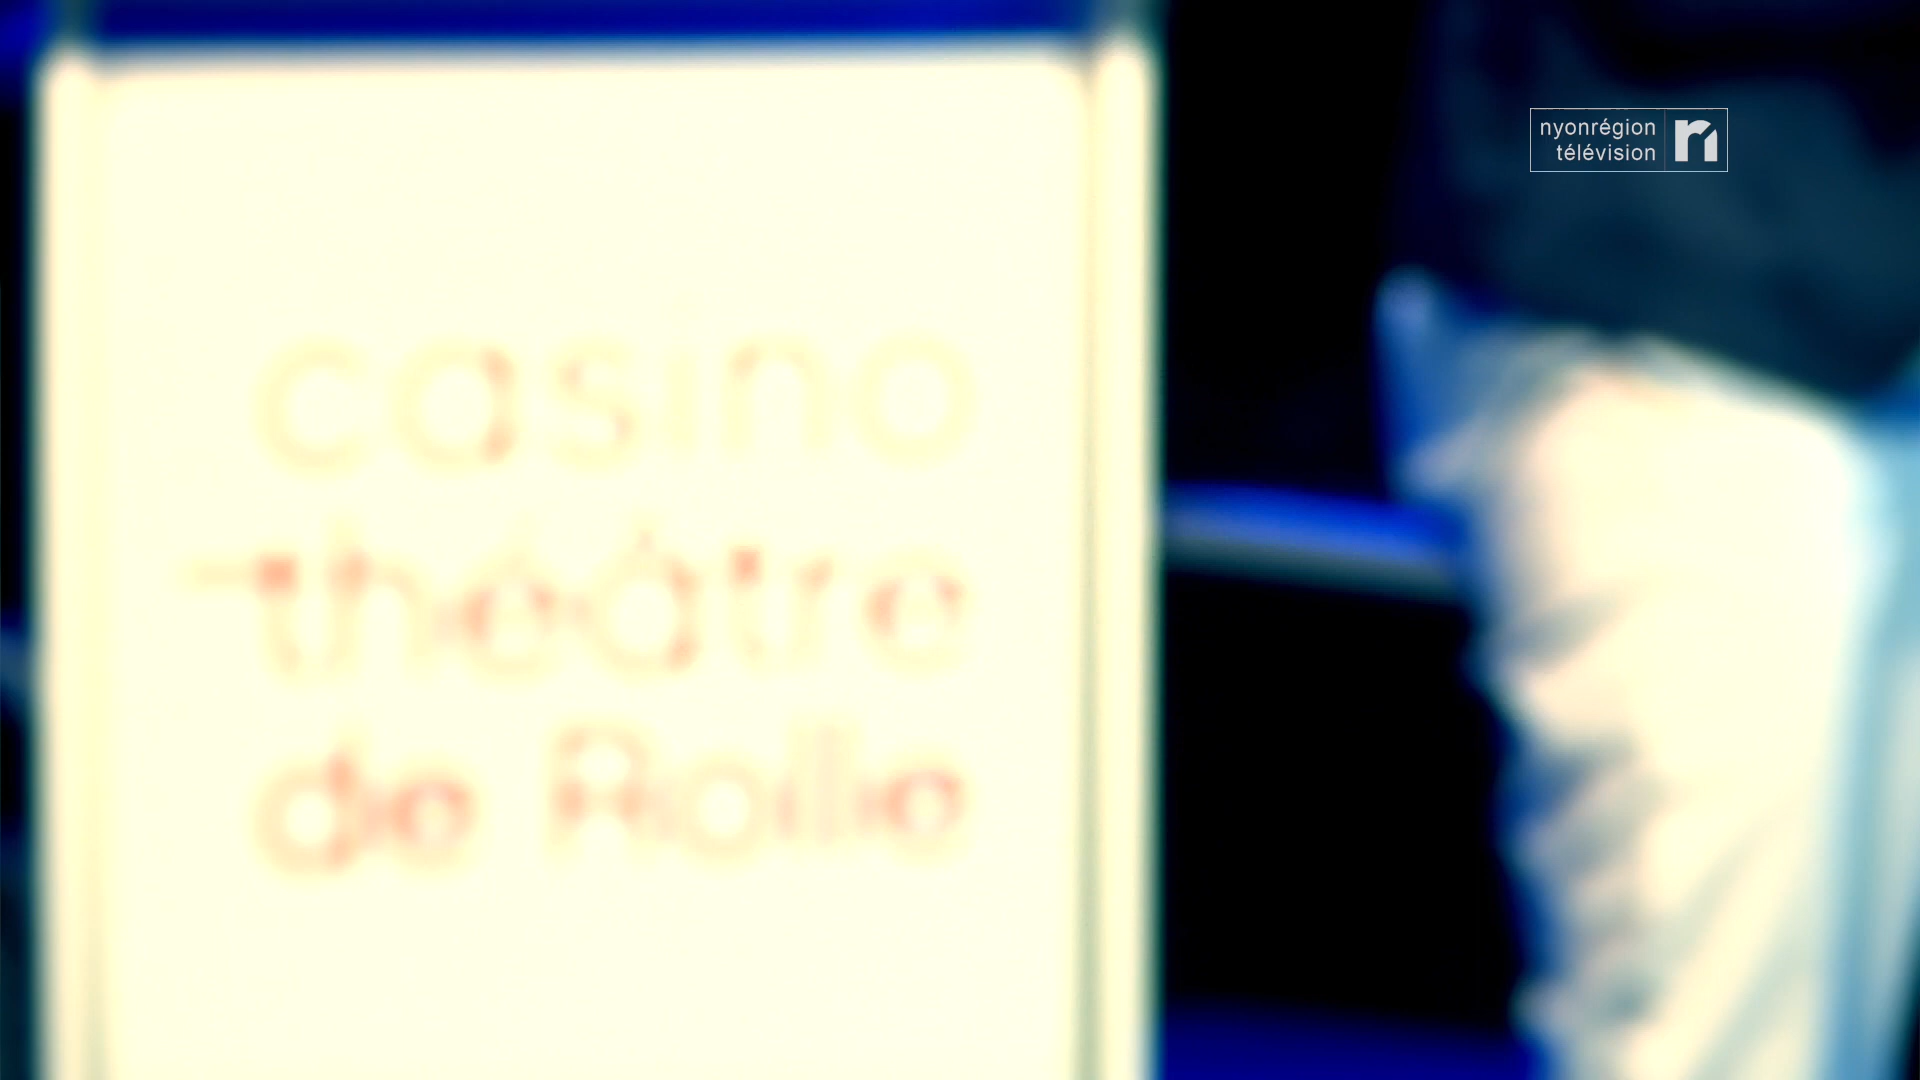 casino
théâtre
de Rolle
nyonrégion
télévision